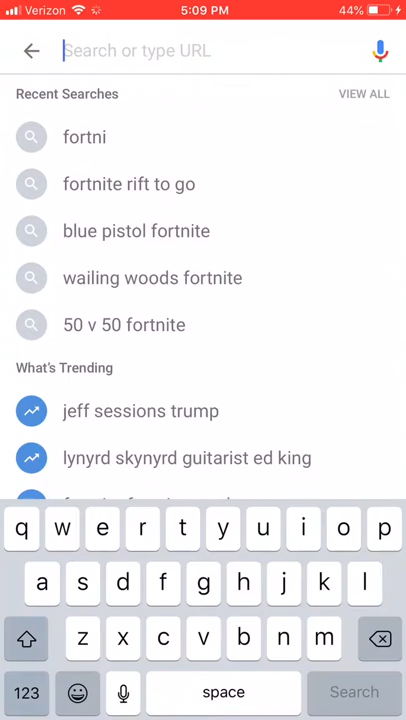 Verizon 5:09 PM 44%
Search or type URL
Recent Searches VIEW ALL
fortni
fortnite rift to go
blue pistol fortnite
wailing woods fortnite
50 v 50 fortnite
What's Trending
jeff sessions trump
lynyrd skynyrd guitarist ed king
q w e r t y u i o p
a s d f g h j k l
z x c v b n m
123 space Search